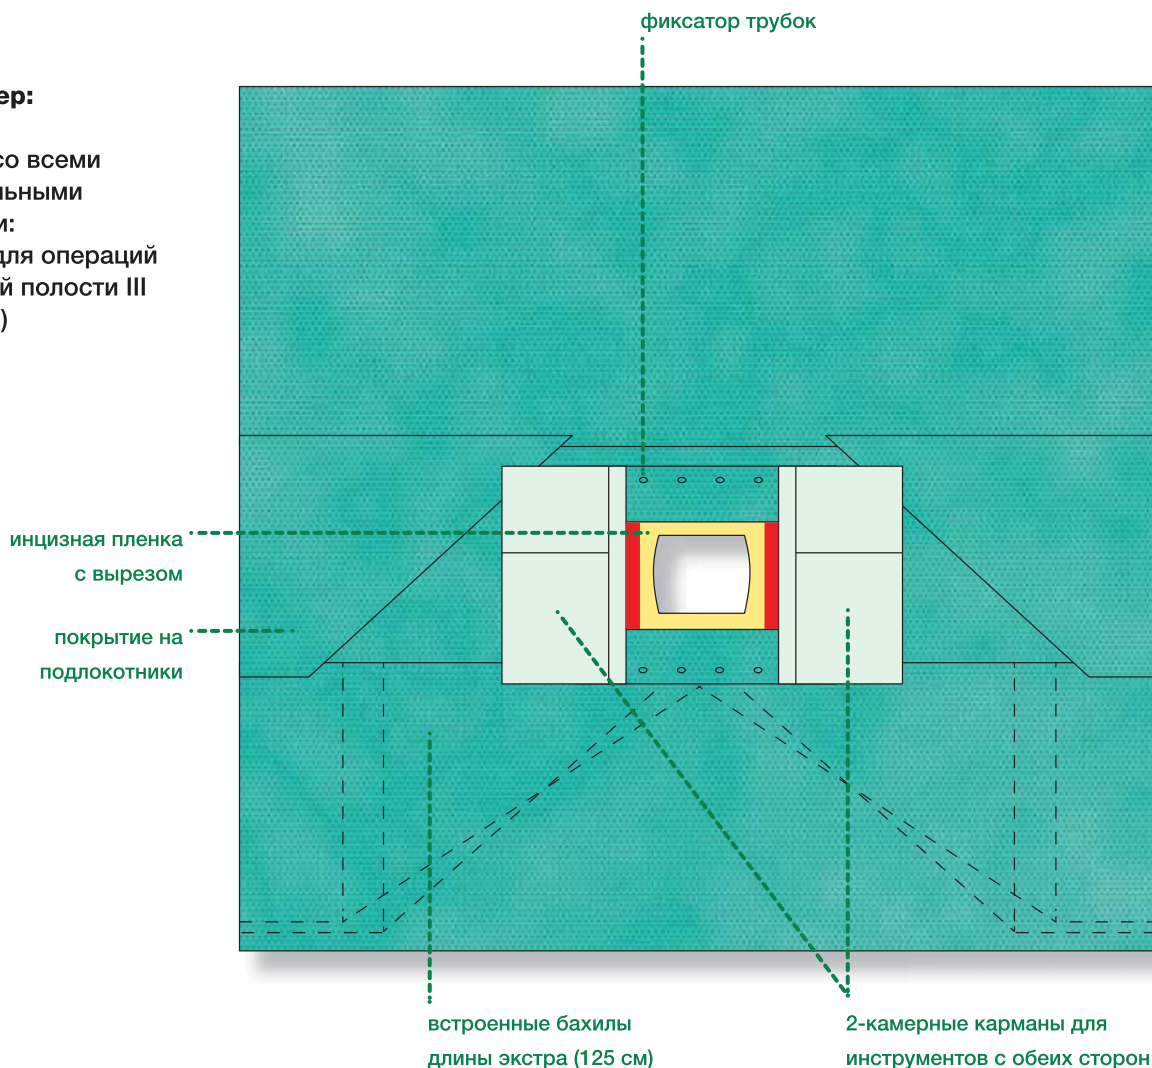 фиксатор трубок
ер:
со всеми
льными
и:
для операций
й полости III
)
инцизная пленка
с вырезом
покрытие на
подлокотники
встроенные бахилы
длины экстра (125 см)
2-камерные карманы для
инструментов с обеих сторон